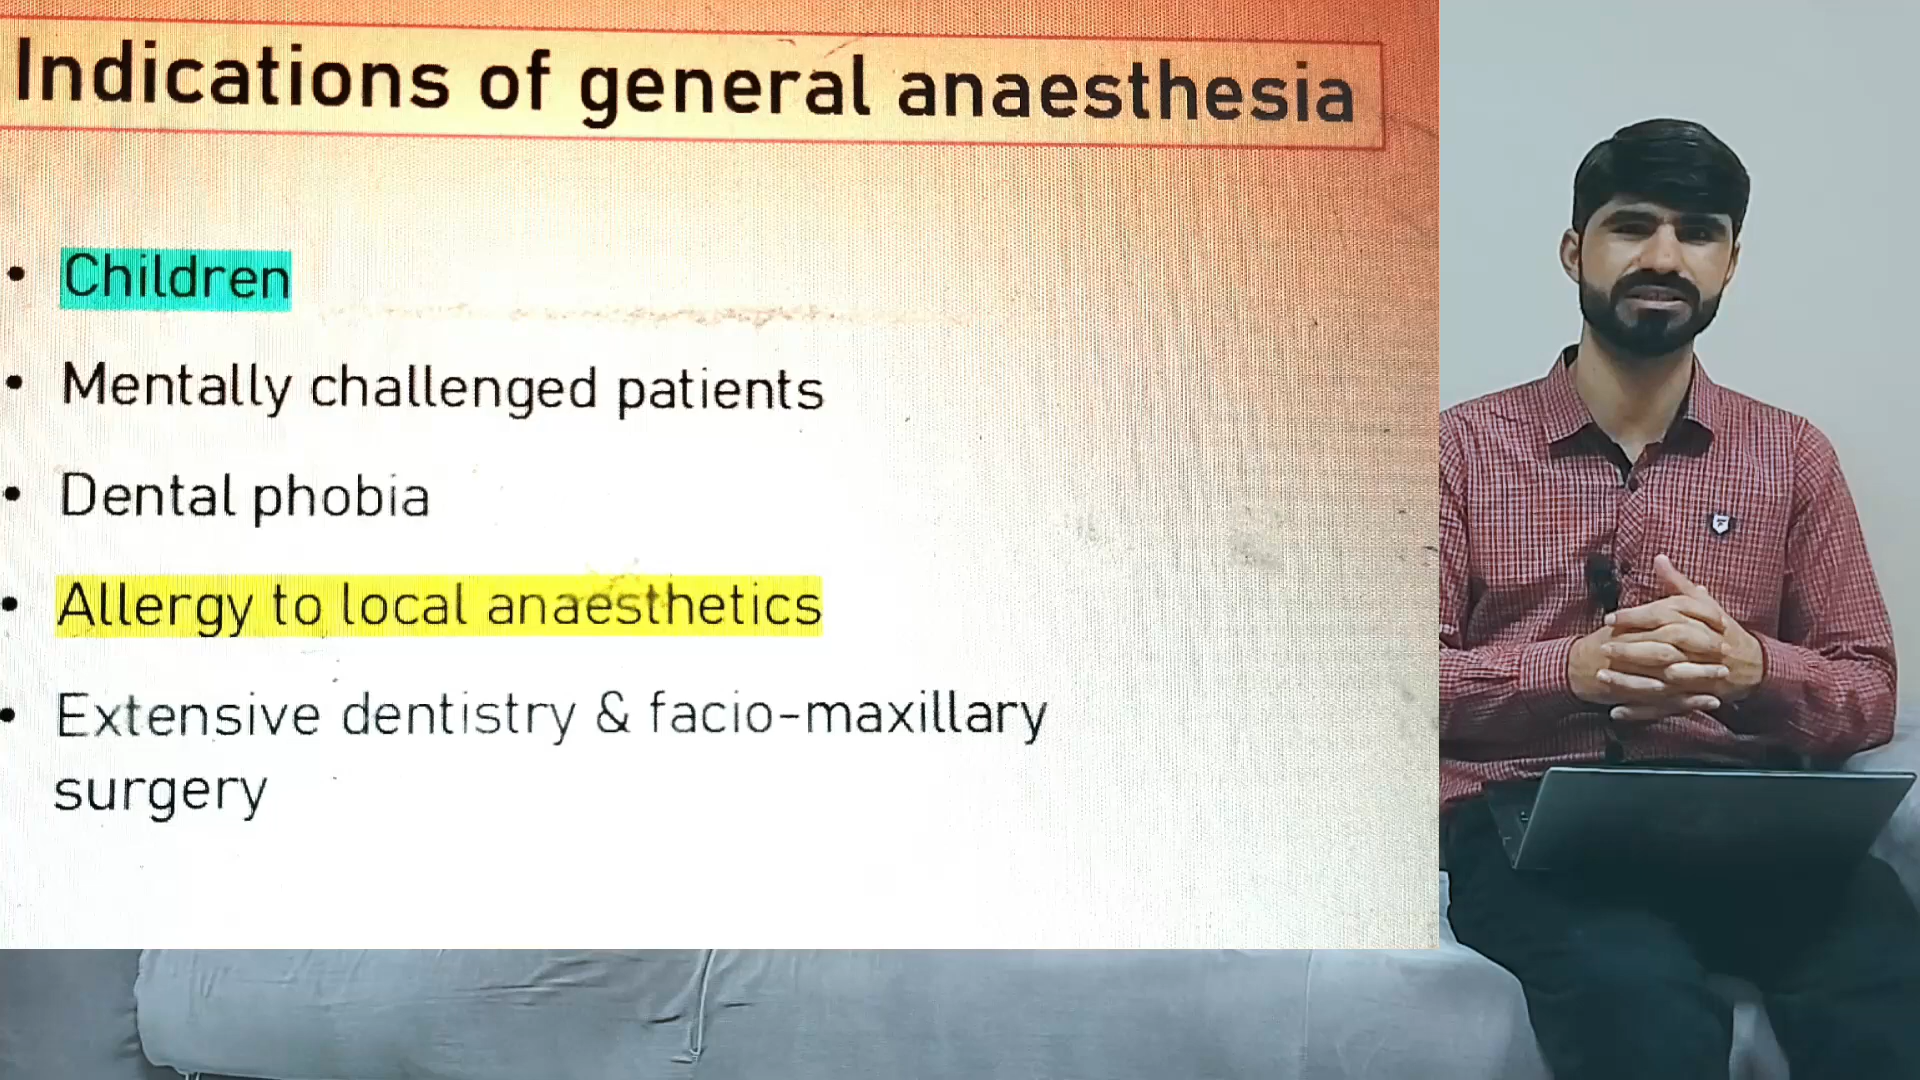 Indications of general anaesthesia
• Children
• Mentally challenged patients
• Dental phobia
• Allergy to local anaesthetics
• Extensive dentistry & facio-maxillary
surgery